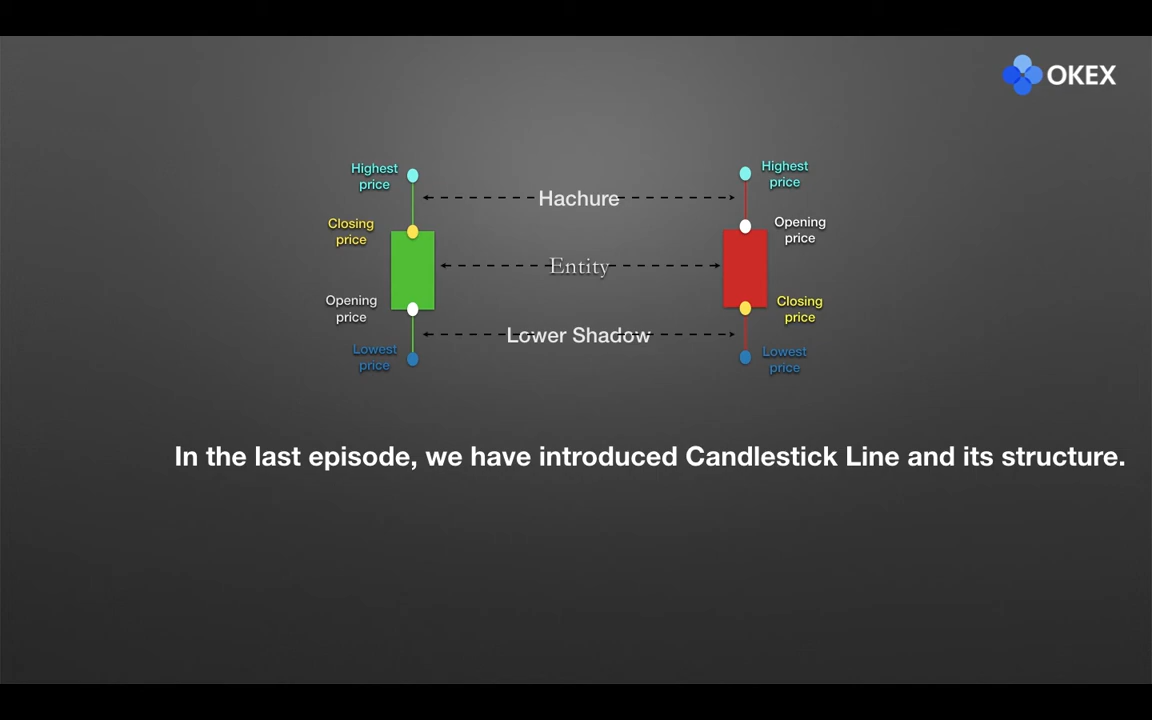 OKEX
Highest
price
Highest
price
Hachure
Closing
price
Opening
price
Entity
Opening
price
Closing
price
Lower Shadow
Lowest
price
Lowest
price
In the last episode, we have introduced Candlestick Line and its structure.